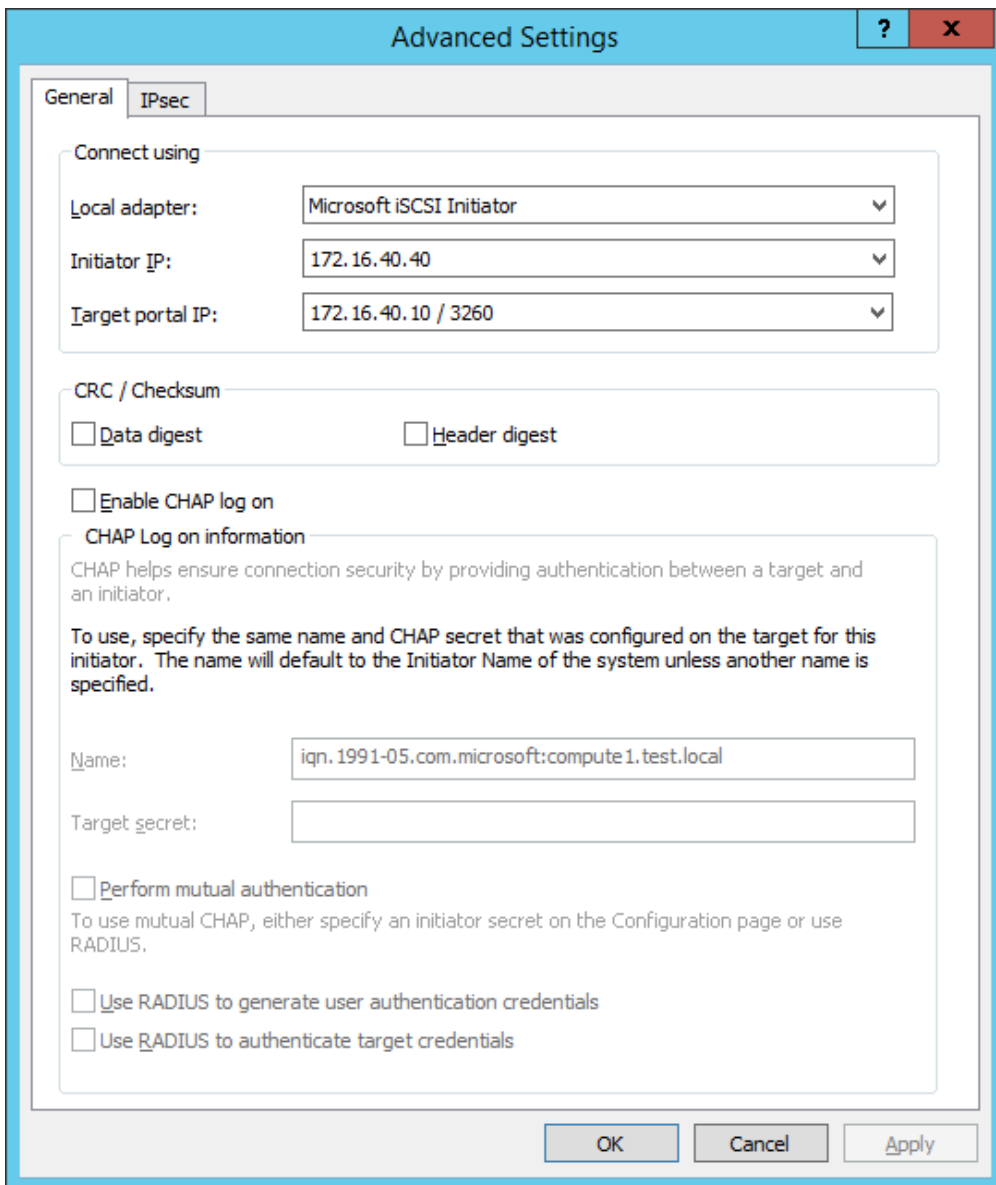 Advanced Settings
?
x
General
IPsec
Connect using
Local adapter:
Microsoft iSCSI Initiator
Initiator IP:
172.16.40.40
Target portal IP:
172.16.40.10 / 3260
CRC / Checksum
Data digest
Header digest
Enable CHAP log on
CHAP Log on information
CHAP helps ensure connection security by providing authentication between a target and
an initiator.
To use, specify the same name and CHAP secret that was configured on the target for this
initiator.  The name will default to the Initiator Name of the system unless another name is
specified.
Name:
iqn.1991-05.com.microsoft:compute1.test.local
Target secret:
Perform mutual authentication
To use mutual CHAP, either specify an initiator secret on the Configuration page or use
RADIUS.
Use RADIUS to generate user authentication credentials
Use RADIUS to authenticate target credentials
OK
Cancel
Apply